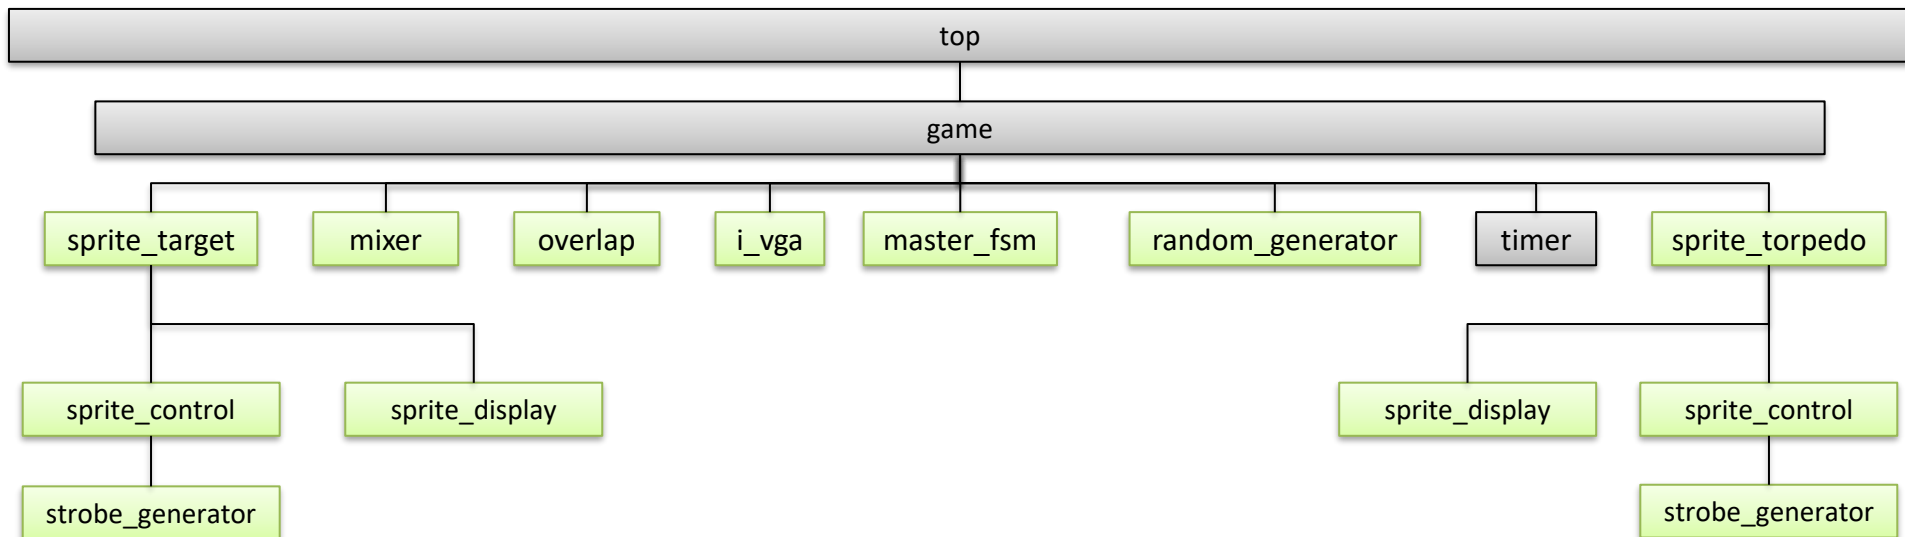 top
game
sprite_target
mixer
overlap
i_vga
master_fsm
random_generator
timer
sprite_torpedo
sprite_control
sprite_display
sprite_display
sprite_control
strobe_generator
strobe_generator